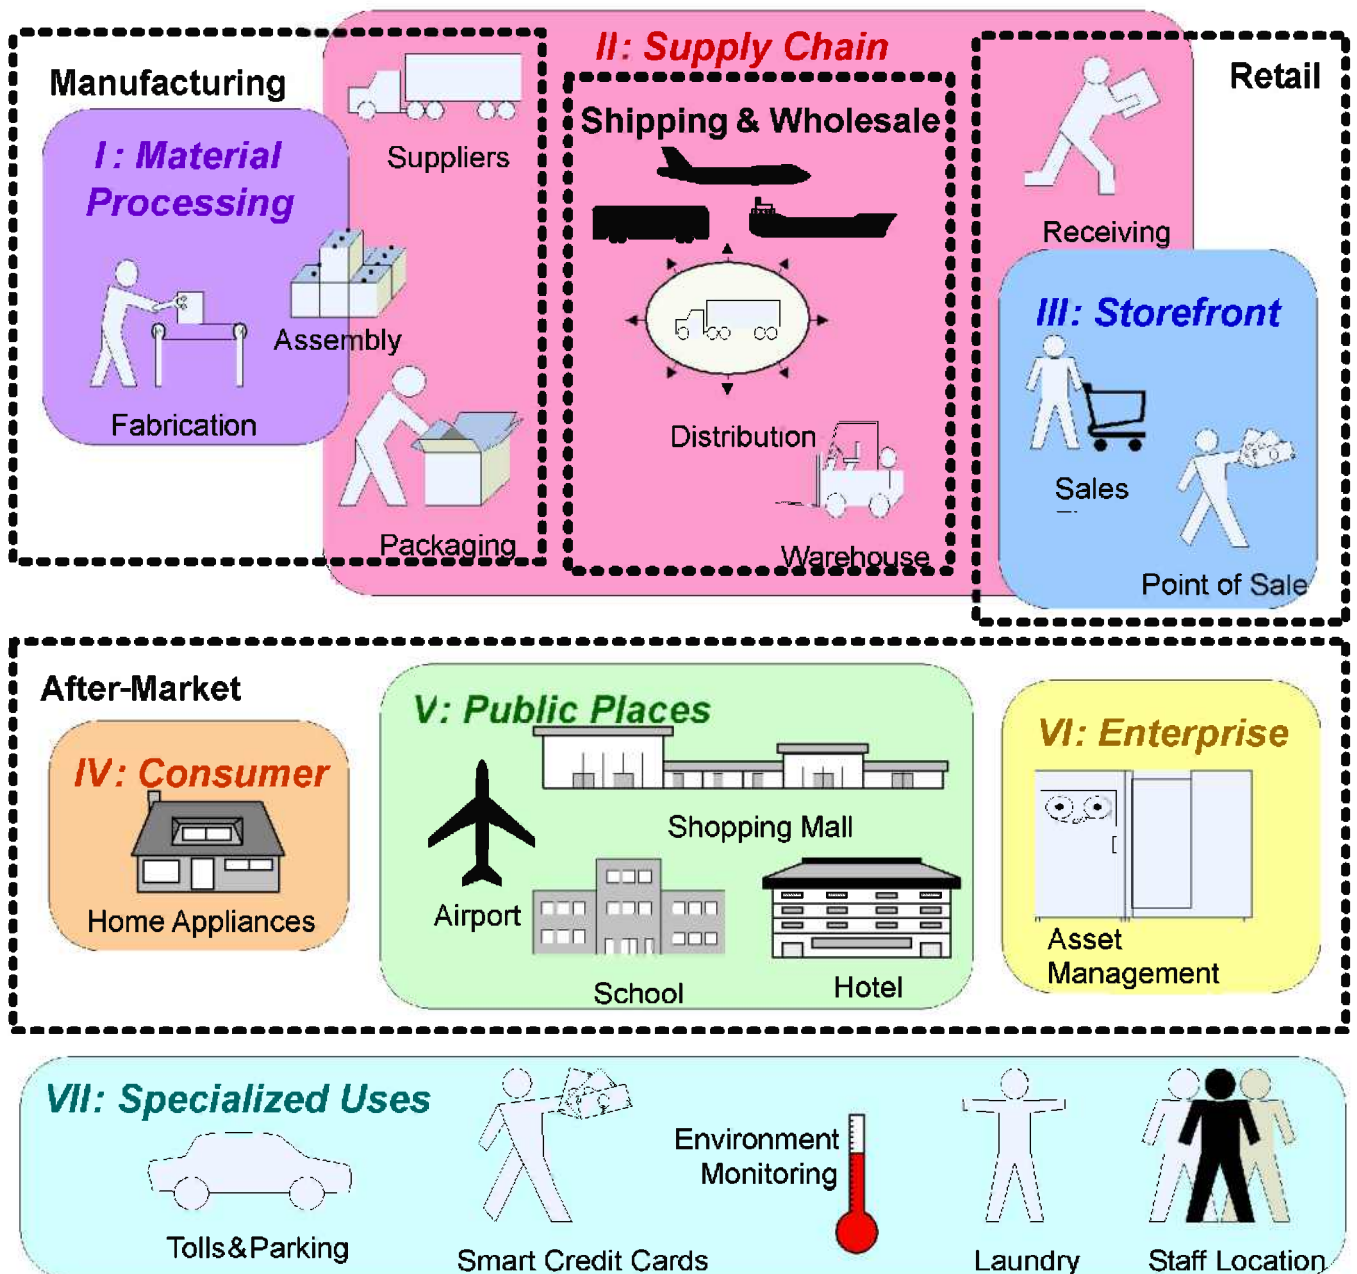 II: Supply Chain
Manufacturing
Retail
Shipping & Wholesale
I: Material
Processing
Suppliers
Receiving
III: Storefront
Assembly
Fabrication
Distribution
Sales
Packaging
Warehouse
Point of Sale
After-Market
V: Public Places
VI: Enterprise
IV: Consumer
Shopping Mall
Home Appliances
Airport
Asset
Management
School
Hotel
VII: Specialized Uses
Environment
Monitoring
Tolls&Parking
Smart Credit Cards
Laundry
Staff Location